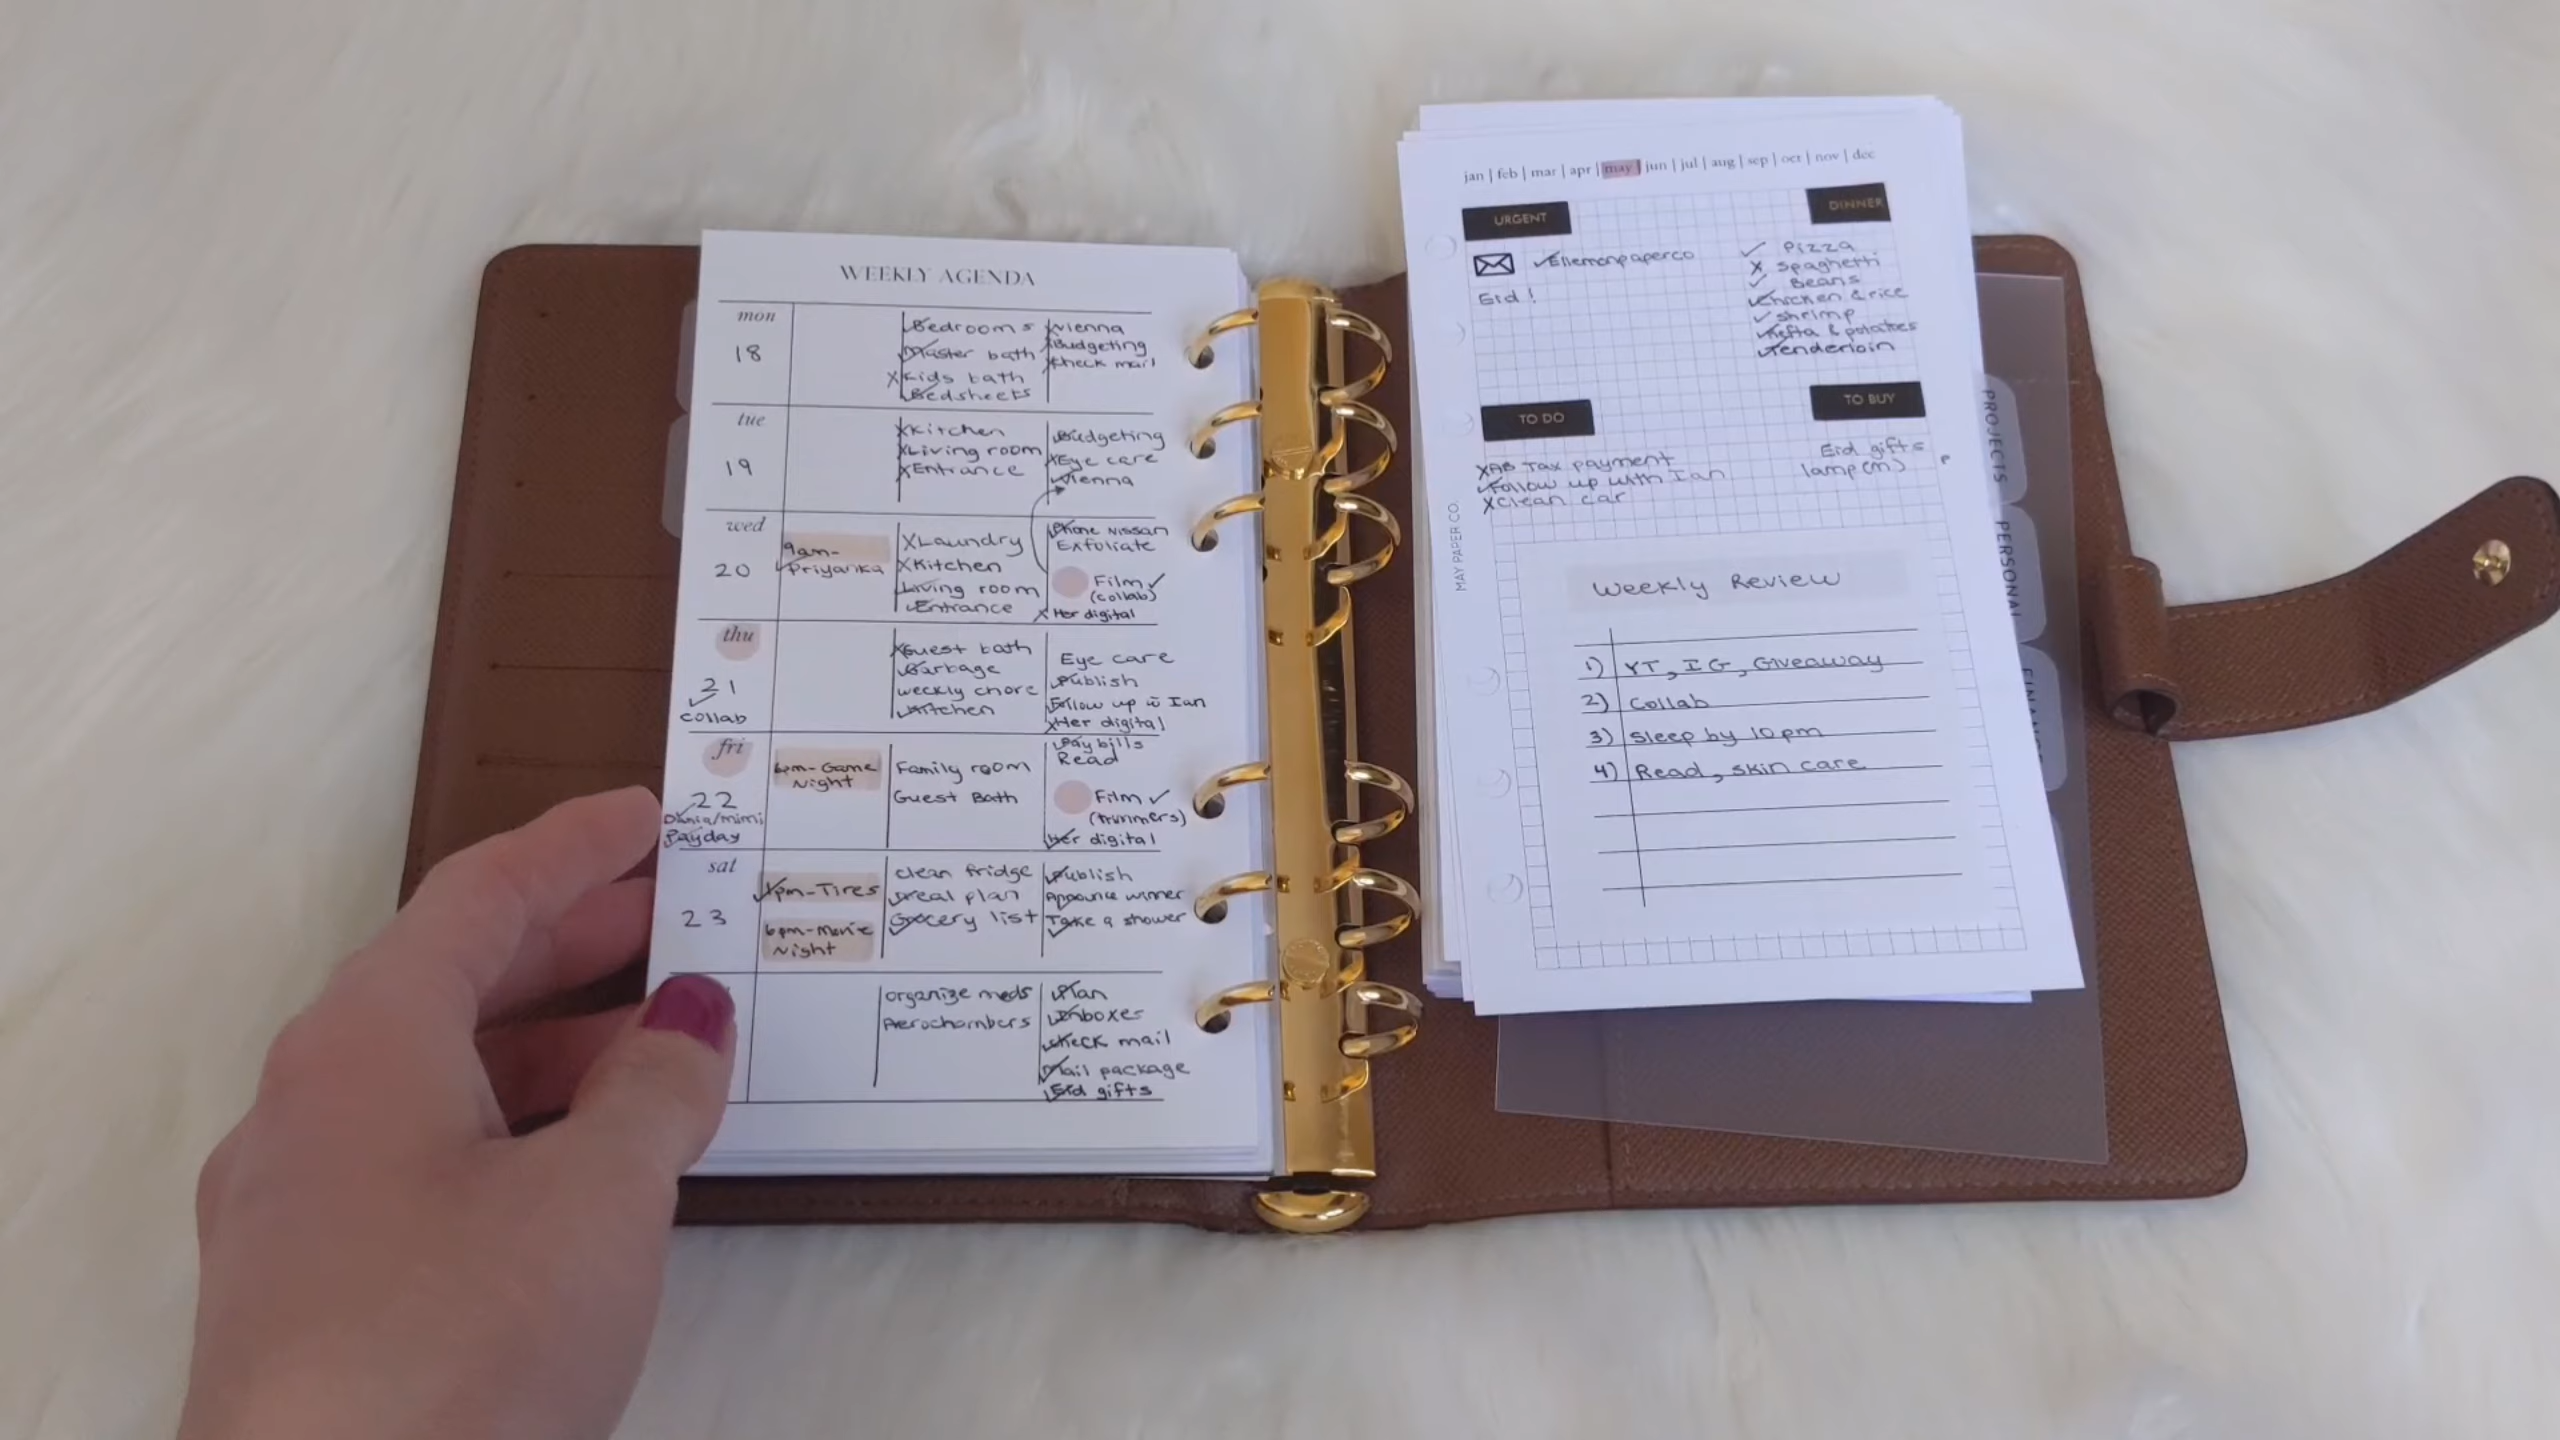 WEEKLY AGENDA
mon
18
Bedrooms
Master bath
Kids bath
Bedsheets
Vienna
Budgeting
Check mail
tue
19
Kitchen
Living room
Entrance
Budgeting
Eye care
Vienna
wed
20
9am-
Priyanka
Laundry
Kitchen
Living room
Entrance
Phone Nissan
Exfoliate
Film ✓
(collab)
Her digital
thu
21
collab
Guest bath
Garbage
weekly chore
Kitchen
Eye care
Publish
Follow up w Ian
Her digital
fri
22
Dania/mimi
Payday
6pm-Game
Night
Family room
Guest Bath
Pay bills
Read
Film ✓
(trimmers)
Her digital
sat
23
1pm-Tires
6pm-Movie
Night
clean fridge
meal plan
Grocery list
Publish
Announce winner
Take a shower
organize meds
Aerochambers
Plan
Inboxes
check mail
Mail package
Eid gifts
jan | feb | mar | apr | may | jun | jul | aug | sep | oct | nov | dec
URGENT
✓Ellemonpaperco
Eid!
DINNER
✓ Pizza
X Spaghetti
✓ Beans
✓Chicken & rice
✓ Shrimp
✓Kefta & potatoes
✓Tenderloin
TO DO
XAB Tax payment
✓Follow up with Ian
XClean car
TO BUY
Eid gifts
lamp(m)
MAY PAPER CO.
Weekly Review
1) YT, IG, Giveaway
2) Collab
3) Sleep by 10pm
4) Read, skin care
PROJECTS
PERSONAL